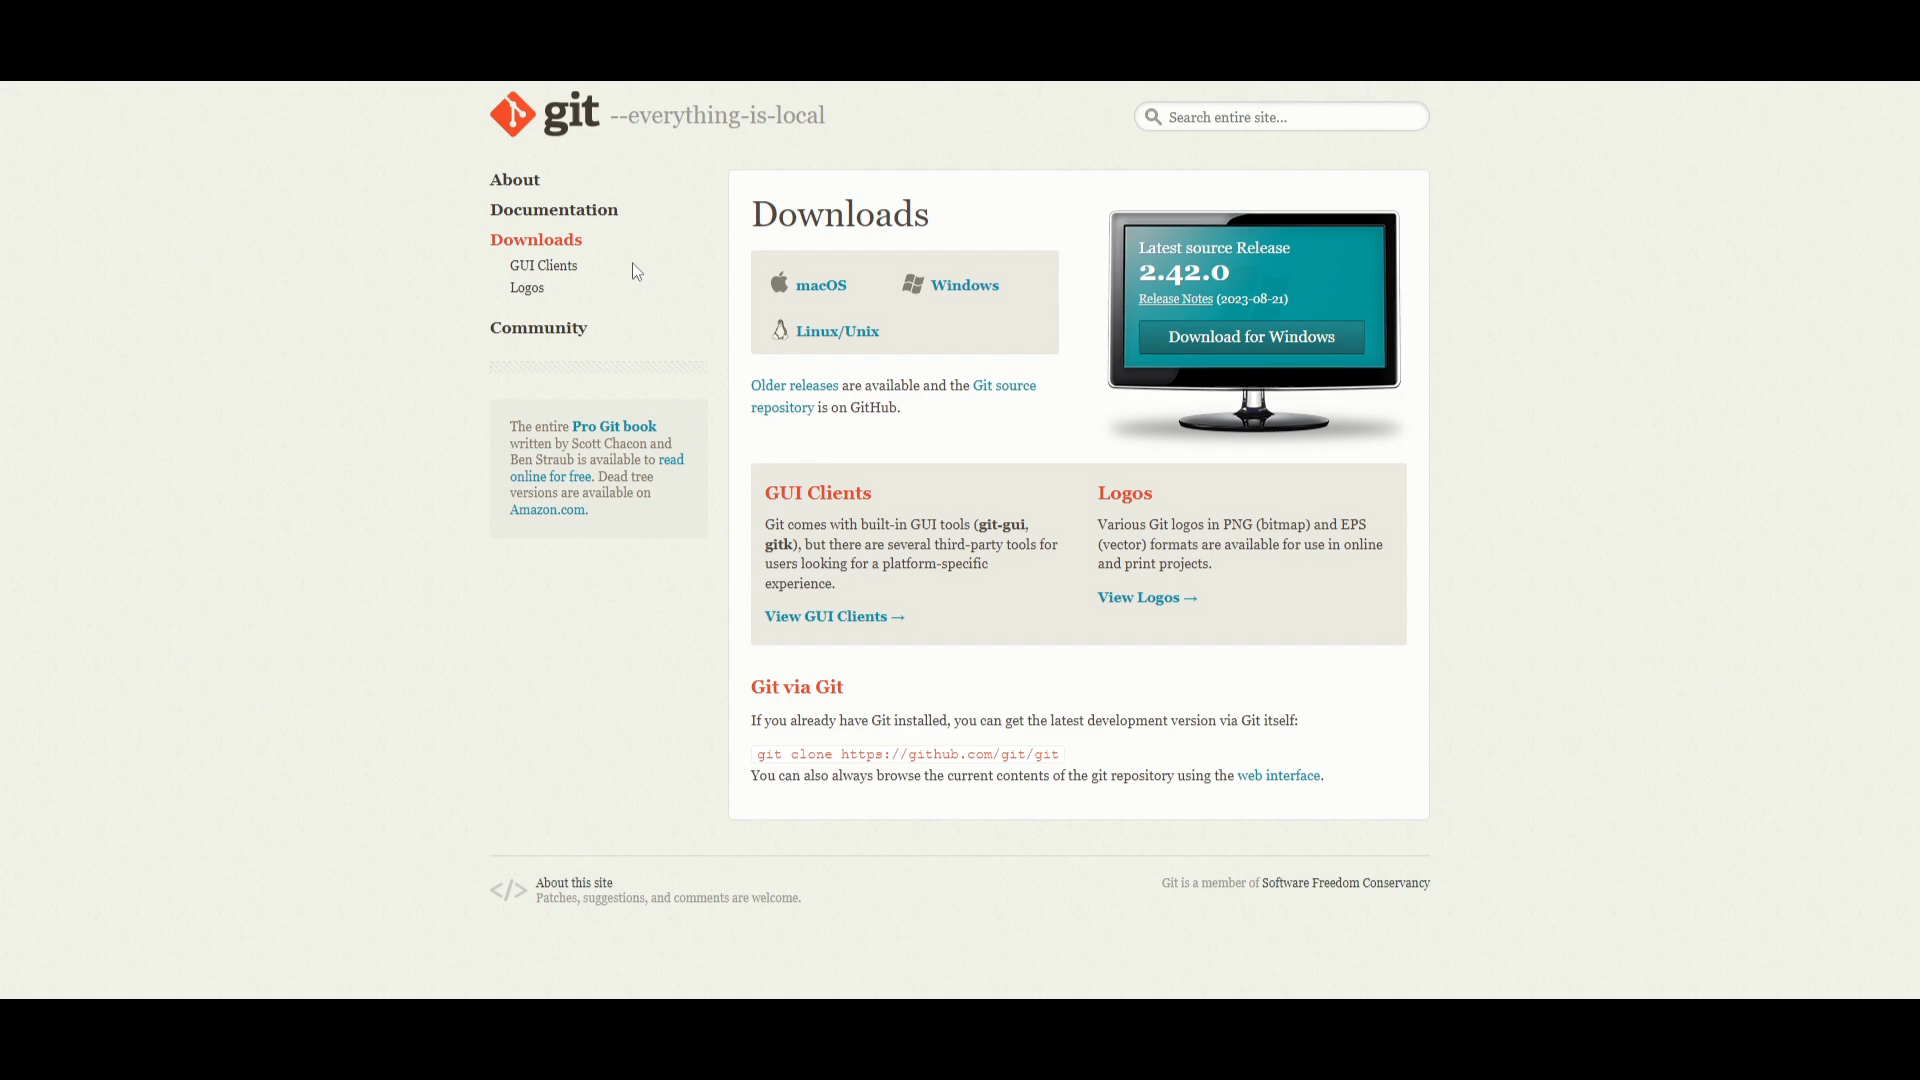 git --everything-is-local
Search entire site...
About
Documentation
Downloads
GUI Clients
Logos
Community
The entire Pro Git book
written by Scott Chacon and
Ben Straub is available to read
online for free. Dead tree
versions are available on
Amazon.com.
Downloads
macOS
Windows
Linux/Unix
Older releases are available and the Git source
repository is on GitHub.
Latest source Release
2.42.0
Release Notes (2023-08-21)
Download for Windows
GUI Clients
Git comes with built-in GUI tools (git-gui,
gitk), but there are several third-party tools for
users looking for a platform-specific
experience.
View GUI Clients →
Logos
Various Git logos in PNG (bitmap) and EPS
(vector) formats are available for use in online
and print projects.
View Logos →
Git via Git
If you already have Git installed, you can get the latest development version via Git itself:
git clone https://github.com/git/git
You can also always browse the current contents of the git repository using the web interface.
</> About this site
Patches, suggestions, and comments are welcome.
Git is a member of Software Freedom Conservancy